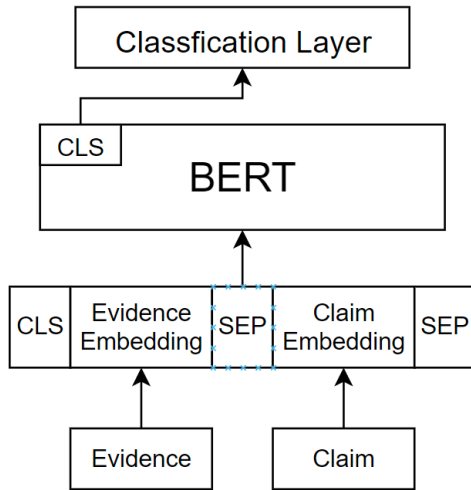 Classfication Layer
CLS
BERT
CLS
Evidence
Embedding
SEP
Claim
Embedding
SEP
Evidence
Claim